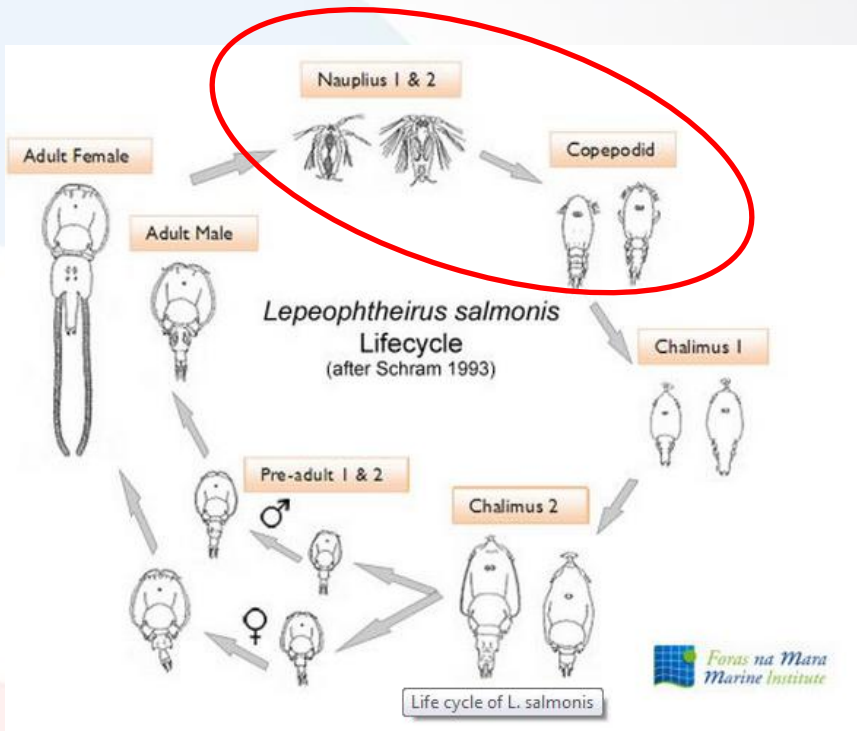 Nauplius 1 & 2
Copepodid
Adult Female
Adult Male
Lepeophtheirus salmonis
Lifecycle
(after Schram 1993)
Chalimus 1
Pre-adult 1 & 2
♂
Chalimus 2
♀
Foras na Mara
Marine Institute
Life cycle of L. salmonis